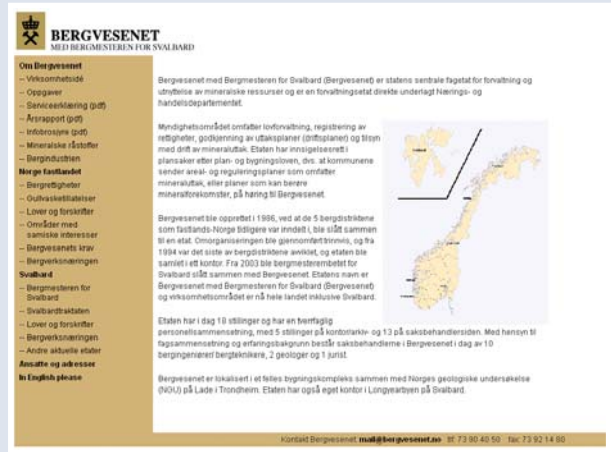 BERGVESENET
MED BERGMESTEREN FOR SVALBARD
Om Bergvesenet
– Virksomhetsidé
– Oppgaver
– Serviceerklæring (pdf)
– Årsrapport (pdf)
– Infobrosjyre (pdf)
– Mineralske råstoffer
– Bergindustrien
Norge fastlandet
– Bergrettigheter
– Gullvasketillatelser
– Lover og forskrifter
– Områder med
samiske interesser
– Bergvesenets krav
– Bergverksnæringen
Svalbard
– Bergmesteren for
Svalbard
– Svalbardtraktaten
– Lover og forskrifter
– Bergverksnæringen
– Andre aktuelle etater
Ansatte og adresser
In English please
Bergvesenet med Bergmesteren for Svalbard (Bergvesenet) er statens sentrale fagetat for forvaltning og
utnyttelse av mineralske ressurser og er en forvaltningsetat direkte underlagt Nærings- og
handelsdepartementet.
Myndighetsområdet omfatter lovforvaltning, registrering av
rettigheter, godkjenning av uttaksplaner (driftsplaner) og tilsyn
med drift av mineraluttak. Etaten har innsigelsesrett i
plansaker etter plan- og bygningsloven, dvs. at kommunene
sender areal- og reguleringsplaner som omfatter
mineraluttak, eller planer som kan berøre
mineralforekomster, på høring til Bergvesenet.
Bergvesenet ble opprettet i 1986, ved at de 5 bergdistriktene
som fastlands-Norge tidligere var inndelt i, ble slått sammen
til en etat. Omorganiseringen ble gjennomført trinnvis, og fra
1994 var det siste av bergdistriktene avviklet, og etaten ble
samlet i ett kontor. Fra 2003 ble bergmesterembetet for
Svalbard slått sammen med Bergvesenet. Etatens navn er
Bergvesenet med Bergmesteren for Svalbard (Bergvesenet)
og virksomhetsområdet er nå hele landet inklusive Svalbard.
Etaten har i dag 18 stillinger og har en tverrfaglig
personellsammensetning, med 5 stillinger på kontor/arkiv- og 13 på saksbehandlersiden. Med hensyn til
fagsammensetning og erfaringsbakgrunn består saksbehandlerne i Bergvesenet i dag av 10
bergingeniører/ bergteknikere, 2 geologer og 1 jurist.
Bergvesenet er lokalisert i et felles bygningskompleks sammen med Norges geologiske undersøkelse
(NGU) på Lade i Trondheim. Etaten har også eget kontor i Longyearbyen på Svalbard.
Kontakt Bergvesenet: mail@bergvesenet.no tlf: 73 90 40 50 fax: 73 92 14 80